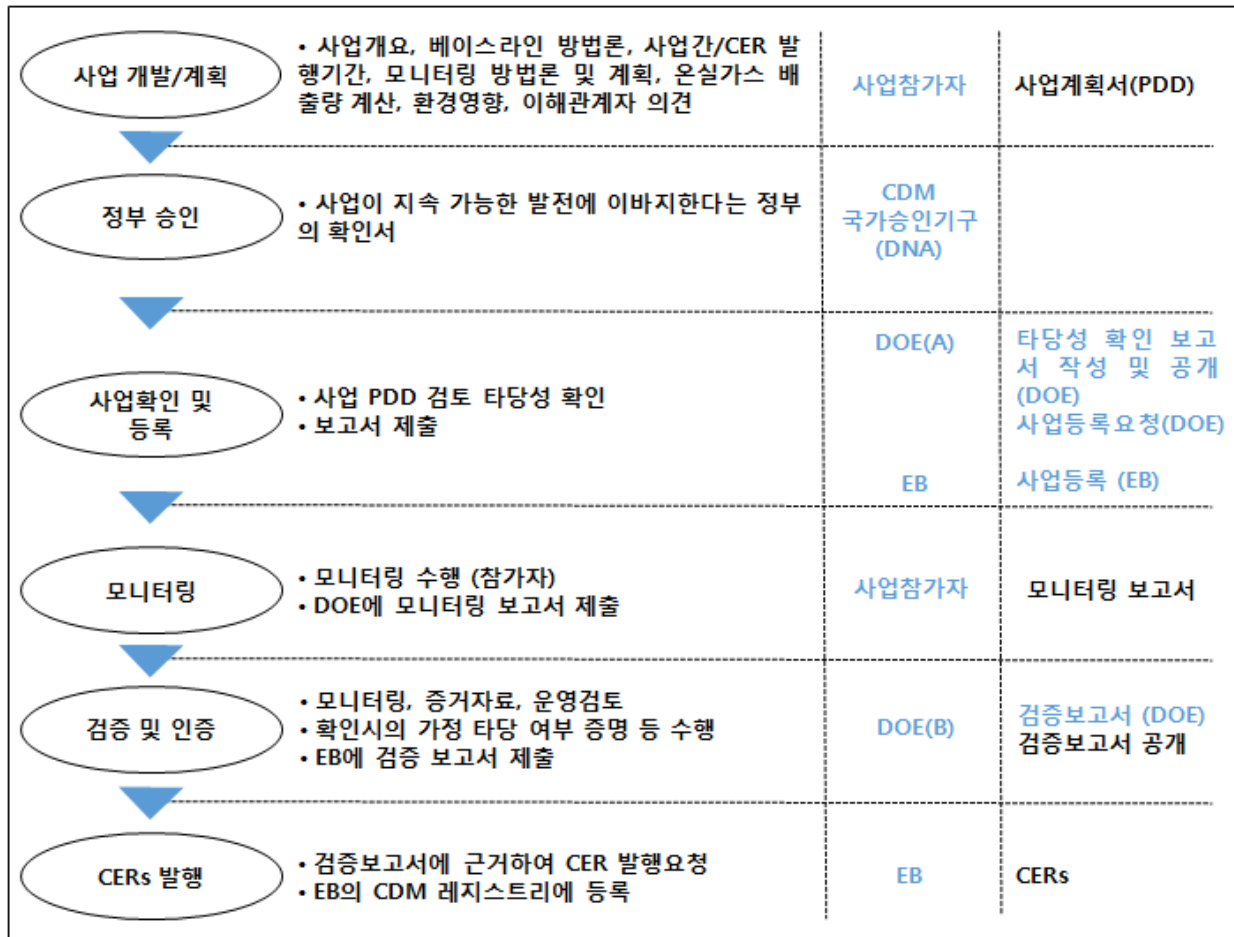 사업 개발/계획
• 사업개요, 베이스라인 방법론, 사업간/CER 발
행기간, 모니터링 방법론 및 계획, 온실가스 배
출량 계산, 환경영향, 이해관계자 의견
사업참가자
사업계획서(PDD)
정부 승인
• 사업이 지속 가능한 발전에 이바지한다는 정부
의 확인서
CDM
국가승인기구
(DNA)
사업확인 및
등록
• 사업 PDD 검토 타당성 확인
• 보고서 제출
DOE(A)
타당성 확인 보고
서 작성 및 공개
(DOE)
사업등록요청(DOE)
EB
사업등록 (EB)
모니터링
• 모니터링 수행 (참가자)
• DOE에 모니터링 보고서 제출
사업참가자
모니터링 보고서
검증 및 인증
• 모니터링, 증거자료, 운영검토
• 확인시의 가정 타당 여부 증명 등 수행
• EB에 검증 보고서 제출
DOE(B)
검증보고서 (DOE)
검증보고서 공개
CERs 발행
• 검증보고서에 근거하여 CER 발행요청
• EB의 CDM 레지스트리에 등록
EB
CERs